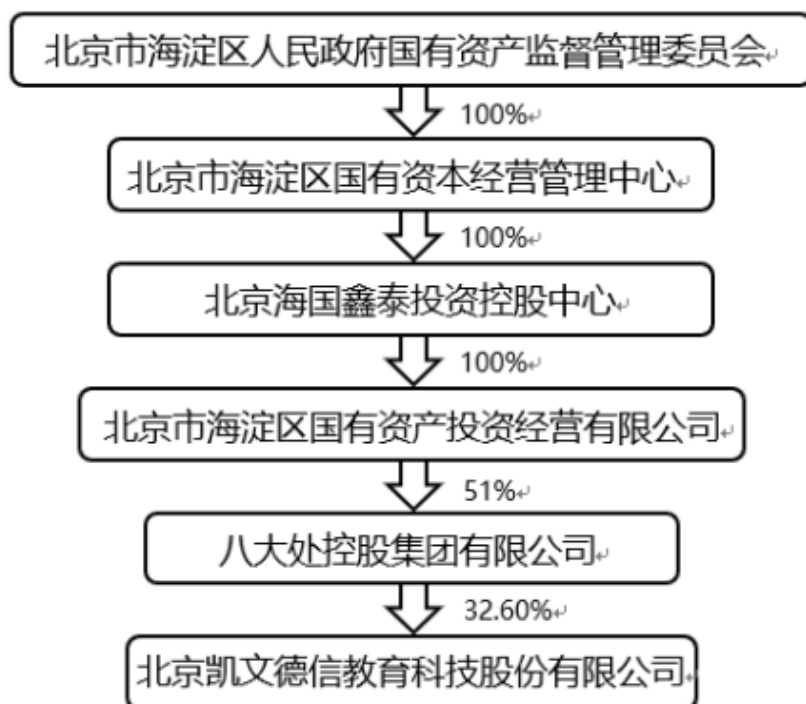 北京市海淀区人民政府国有资产监督管理委员会
100%
北京市海淀区国有资本经营管理中心
100%
北京海国鑫泰投资控股中心
100%
北京市海淀区国有资产投资经营有限公司
51%
八大处控股集团有限公司
32.60%
北京凯文德信教育科技股份有限公司